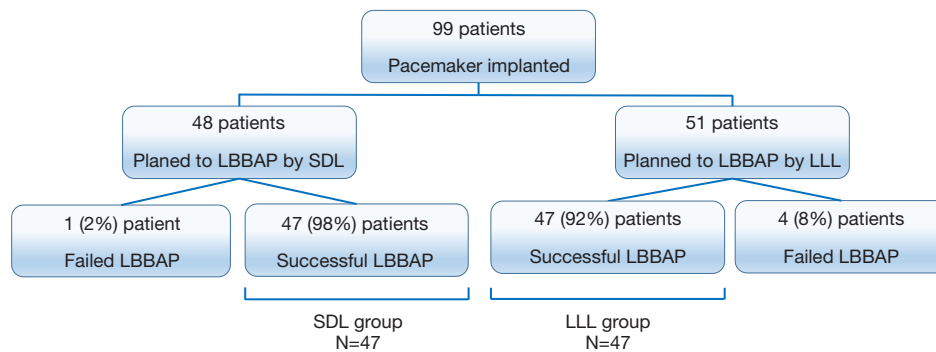 99 patients
Pacemaker implanted
48 patients
Planed to LBBAP by SDL
51 patients
Planned to LBBAP by LLL
1 (2%) patient
Failed LBBAP
47 (98%) patients
Successful LBBAP
47 (92%) patients
Successful LBBAP
4 (8%) patients
Failed LBBAP
SDL group
N=47
LLL group
N=47